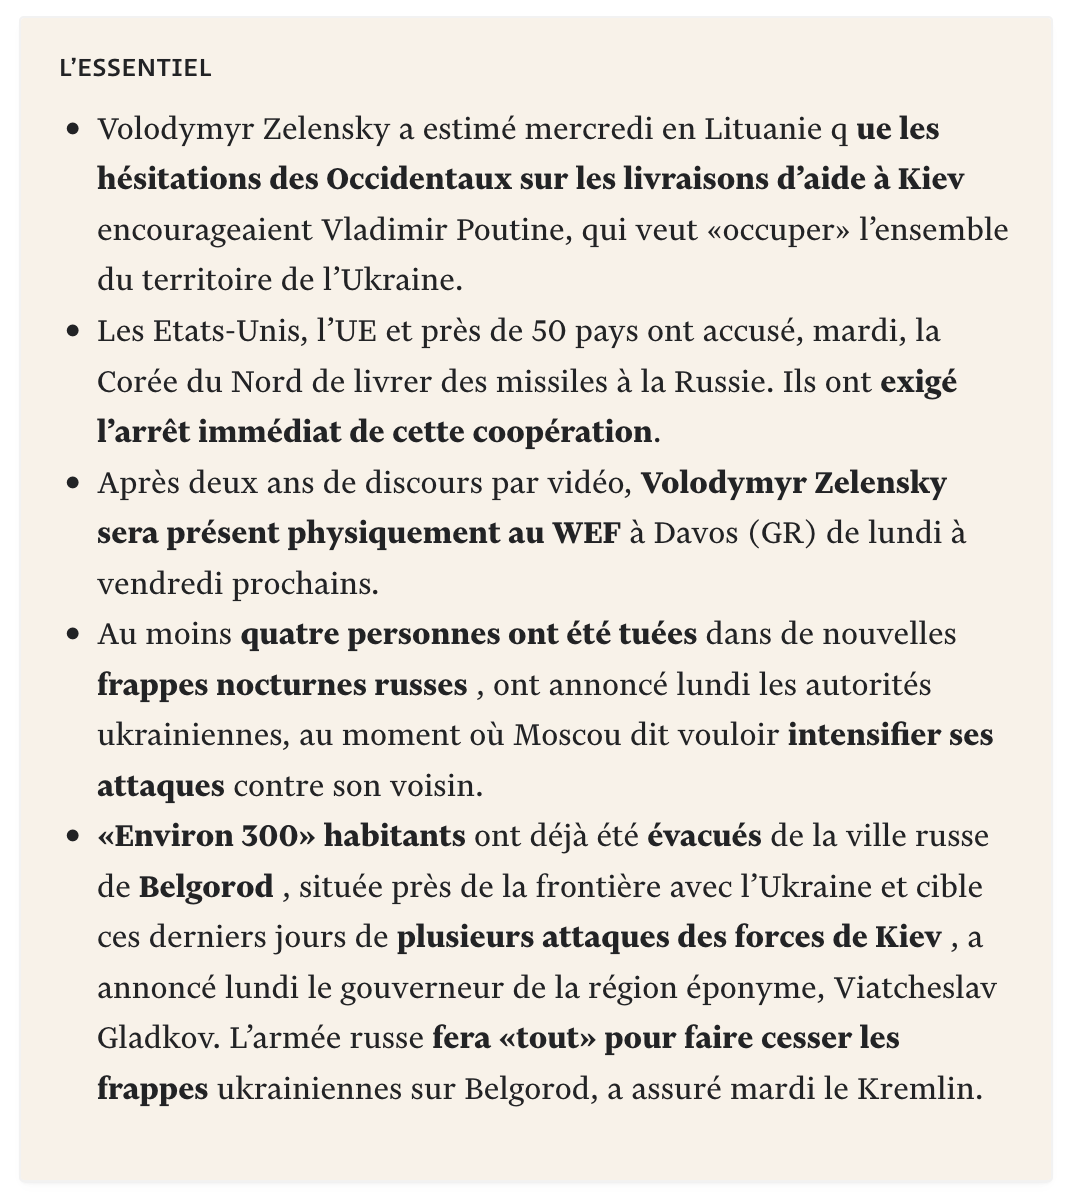 L’ESSENTIEL
• Volodymyr Zelensky a estimé mercredi en Lituanie q ue les
hésitations des Occidentaux sur les livraisons d’aide à Kiev
encourageaient Vladimir Poutine, qui veut «occuper» l’ensemble
du territoire de l’Ukraine.
• Les Etats-Unis, l’UE et près de 50 pays ont accusé, mardi, la
Corée du Nord de livrer des missiles à la Russie. Ils ont exigé
l’arrêt immédiat de cette coopération.
• Après deux ans de discours par vidéo, Volodymyr Zelensky
sera présent physiquement au WEF à Davos (GR) de lundi à
vendredi prochains.
• Au moins quatre personnes ont été tuées dans de nouvelles
frappes nocturnes russes , ont annoncé lundi les autorités
ukrainiennes, au moment où Moscou dit vouloir intensifier ses
attaques contre son voisin.
• «Environ 300» habitants ont déjà été évacués de la ville russe
de Belgorod , située près de la frontière avec l’Ukraine et cible
ces derniers jours de plusieurs attaques des forces de Kiev , a
annoncé lundi le gouverneur de la région éponyme, Viatcheslav
Gladkov. L’armée russe fera «tout» pour faire cesser les
frappes ukrainiennes sur Belgorod, a assuré mardi le Kremlin.